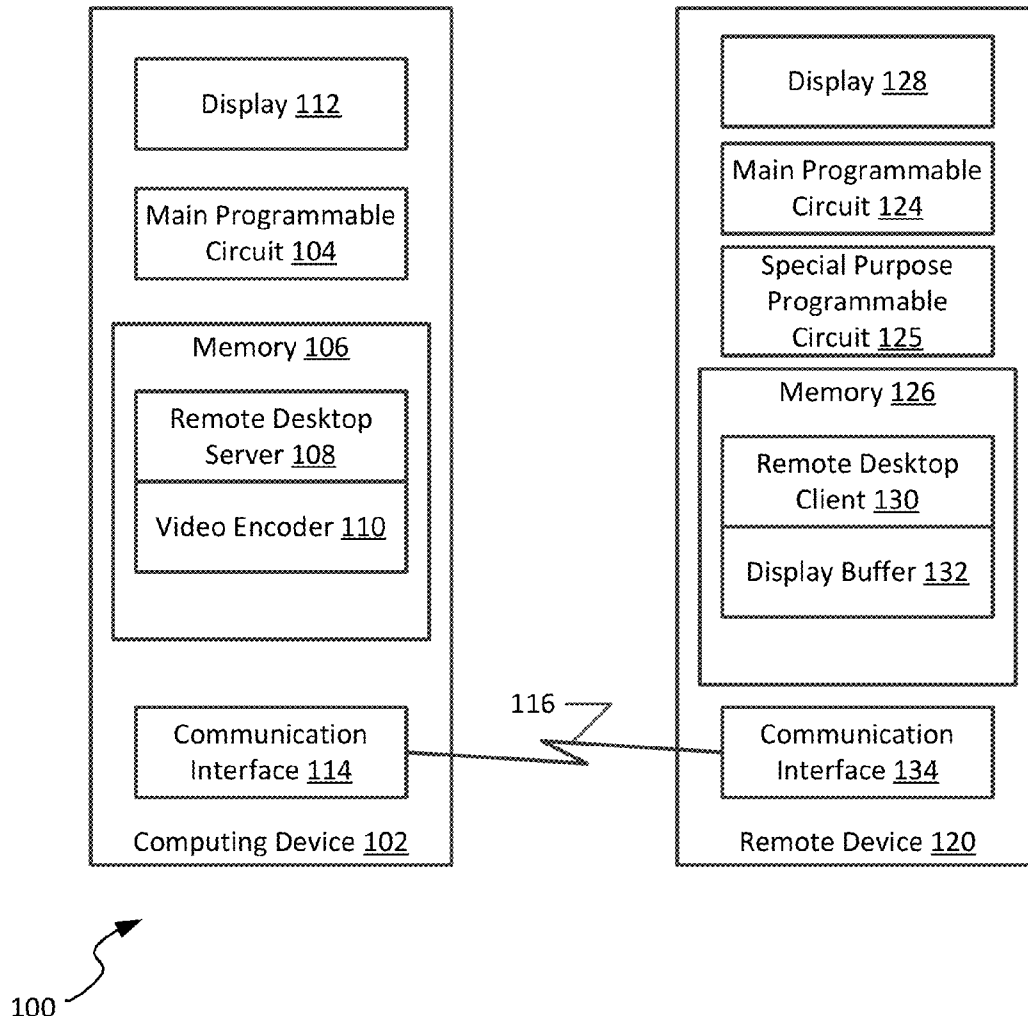 Display 112
Main Programmable
Circuit 104
Memory 106
Remote Desktop
Server 108
Video Encoder 110
Communication
Interface 114
Computing Device 102
116
Display 128
Main Programmable
Circuit 124
Special Purpose
Programmable
Circuit 125
Memory 126
Remote Desktop
Client 130
Display Buffer 132
Communication
Interface 134
Remote Device 120
100